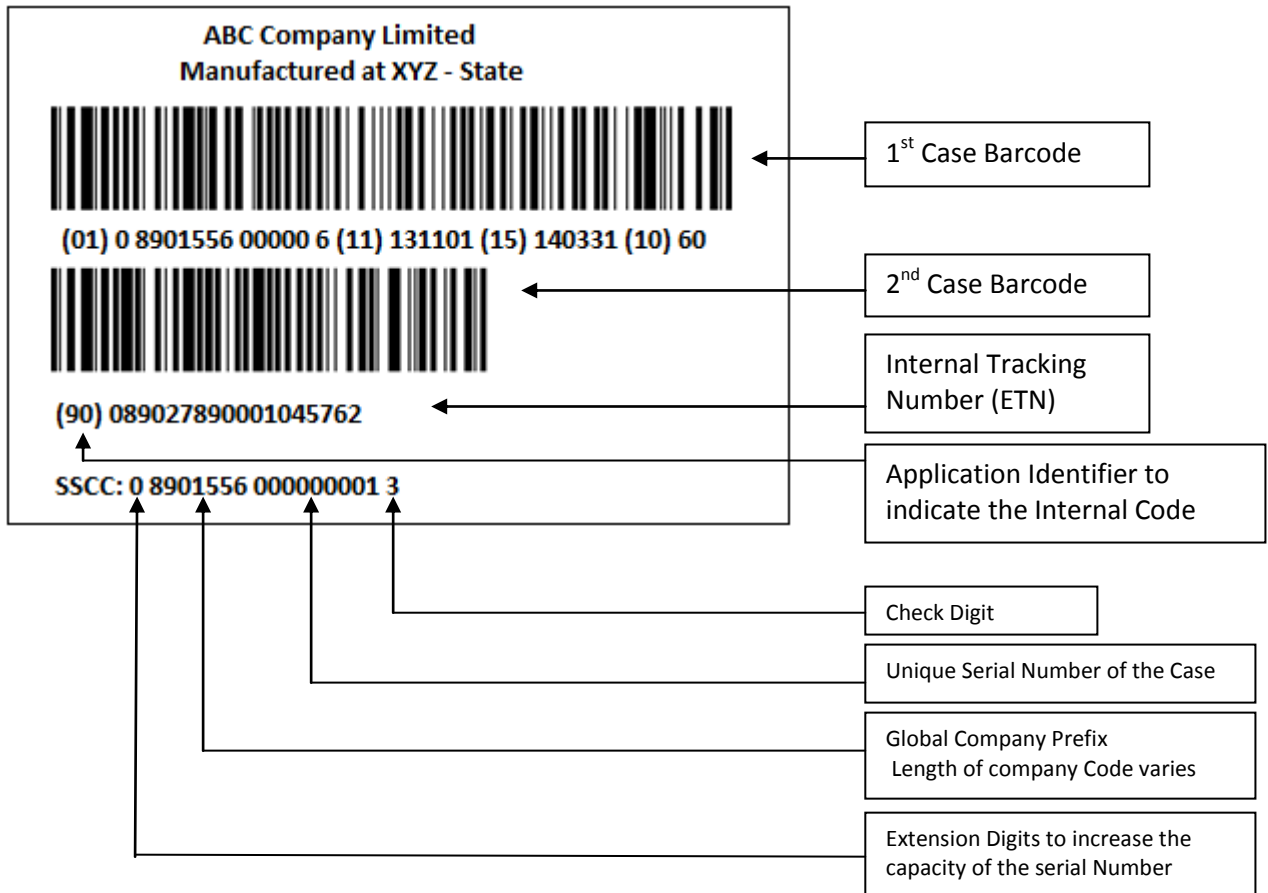 ABC Company Limited
Manufactured at XYZ - State
(01) 0 8901556 00000 6 (11) 131101 (15) 140331 (10) 60
(90) 089027890001045762
SSCC: 0 8901556 000000001 3
1st Case Barcode
2nd Case Barcode
Internal Tracking
Number (ETN)
Application Identifier to
indicate the Internal Code
Check Digit
Unique Serial Number of the Case
Global Company Prefix
Length of company Code varies
Extension Digits to increase the
capacity of the serial Number